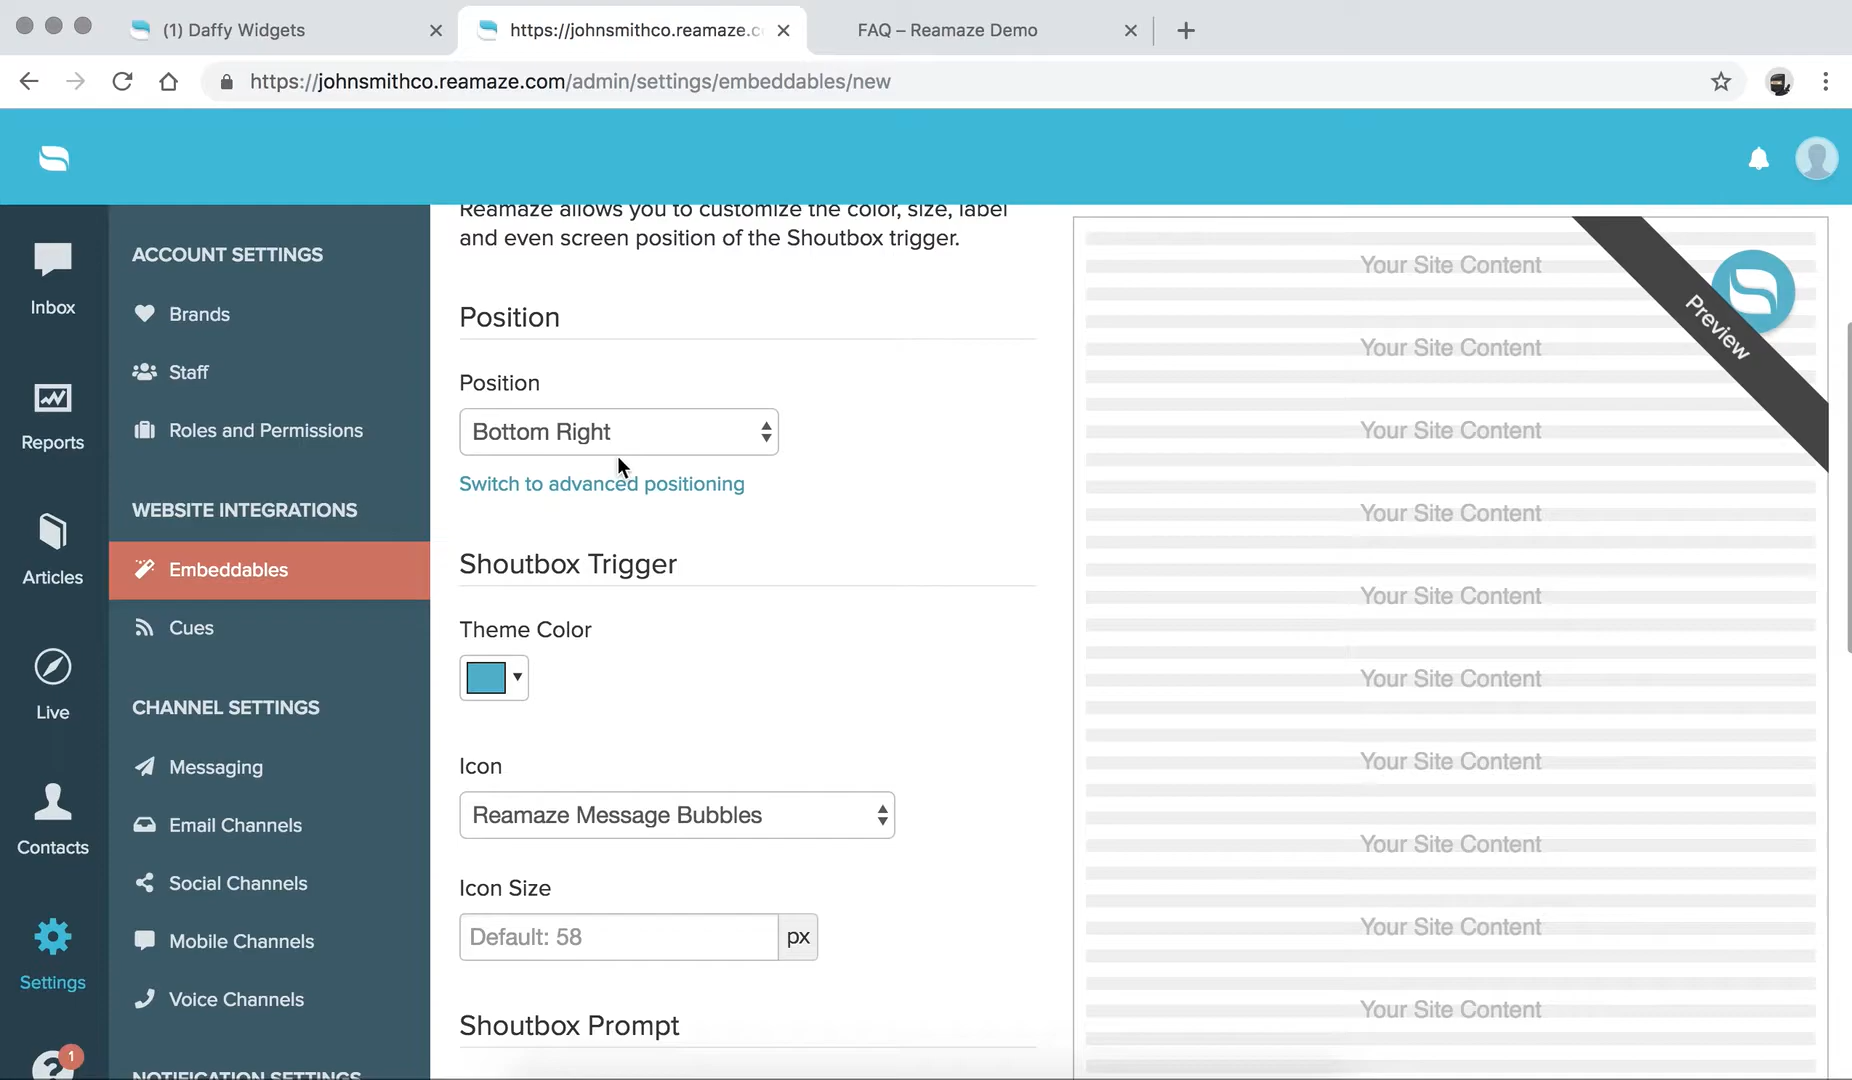 (1) Daffy Widgets
https://johnsmithco.reamaze.c
FAQ – Reamaze Demo
https://johnsmithco.reamaze.com/admin/settings/embeddables/new
Inbox
Reports
Articles
Live
Contacts
Settings
1
ACCOUNT SETTINGS
Brands
Staff
Roles and Permissions
WEBSITE INTEGRATIONS
Embeddables
Cues
CHANNEL SETTINGS
Messaging
Email Channels
Social Channels
Mobile Channels
Voice Channels
NOTIFICATION SETTINGS
Reamaze allows you to customize the color, size, label
and even screen position of the Shoutbox trigger.
Position
Position
Bottom Right
Switch to advanced positioning
Shoutbox Trigger
Theme Color
Icon
Reamaze Message Bubbles
Icon Size
Default: 58
px
Shoutbox Prompt
Preview
Your Site Content
Your Site Content
Your Site Content
Your Site Content
Your Site Content
Your Site Content
Your Site Content
Your Site Content
Your Site Content
Your Site Content